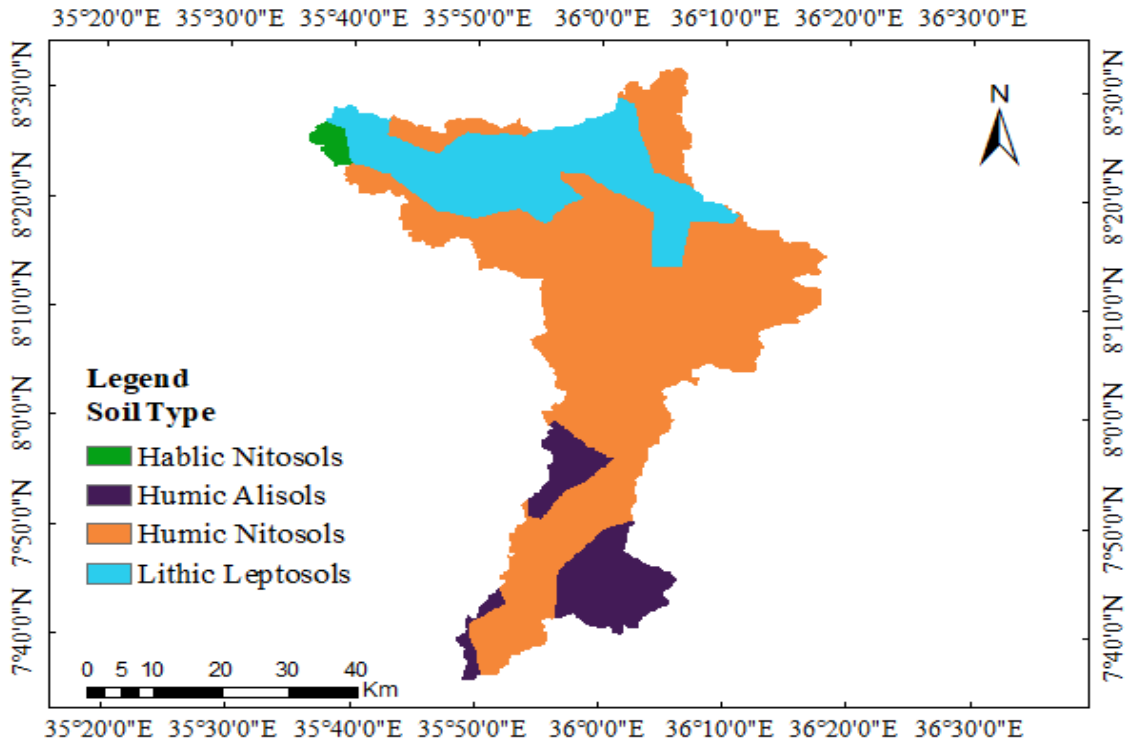 35°20'0"E 35°30'0"E 35°40'0"E 35°50'0"E 36°0'0"E 36°10'0"E 36°20'0"E 36°30'0"E
8°30'0"N
8°20'0"N
8°10'0"N
8°0'0"N
7°50'0"N
7°40'0"N
N
8°30'0"N
8°20'0"N
8°10'0"N
8°0'0"N
7°50'0"N
7°40'0"N
Legend
Soil Type
Hablic Nitosols
Humic Alisols
Humic Nitosols
Lithic Leptosols
0 5 10 20 30 40
Km
35°20'0"E 35°30'0"E 35°40'0"E 35°50'0"E 36°0'0"E 36°10'0"E 36°20'0"E 36°30'0"E